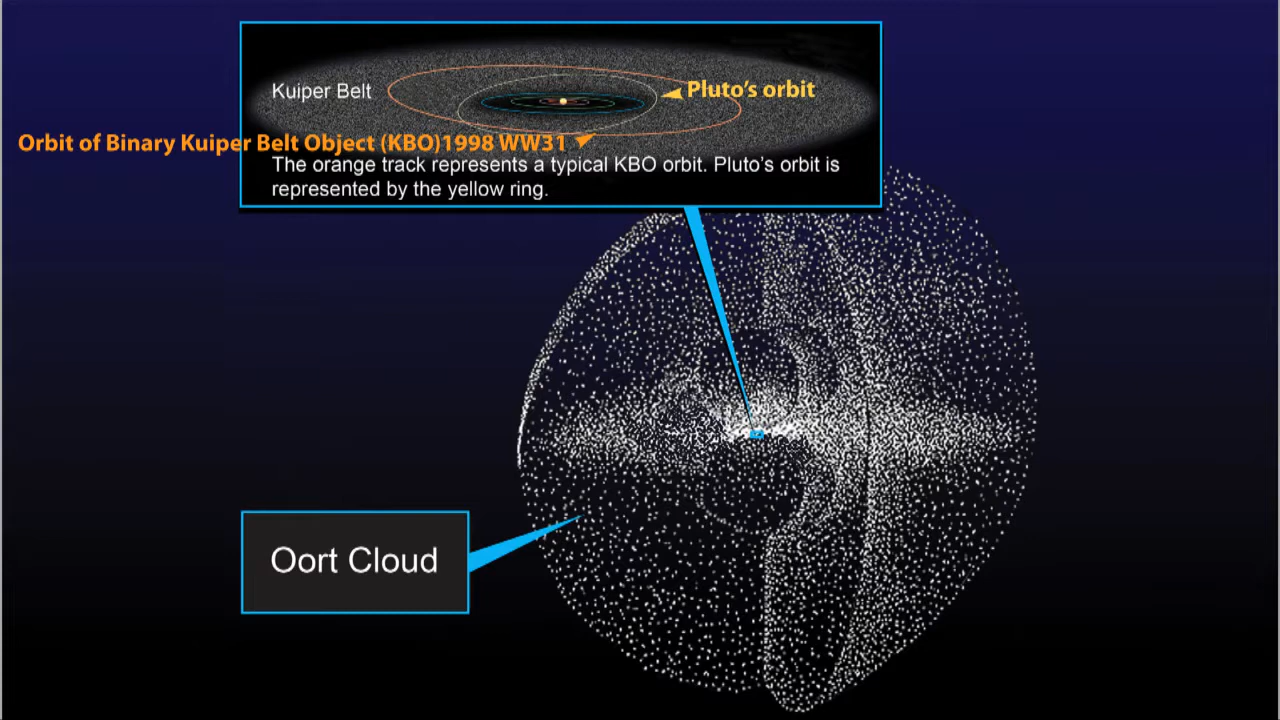 Kuiper Belt
Pluto's orbit
Orbit of Binary Kuiper Belt Object (KBO)1998 WW31
The orange track represents a typical KBO orbit. Pluto's orbit is
represented by the yellow ring.
Oort Cloud